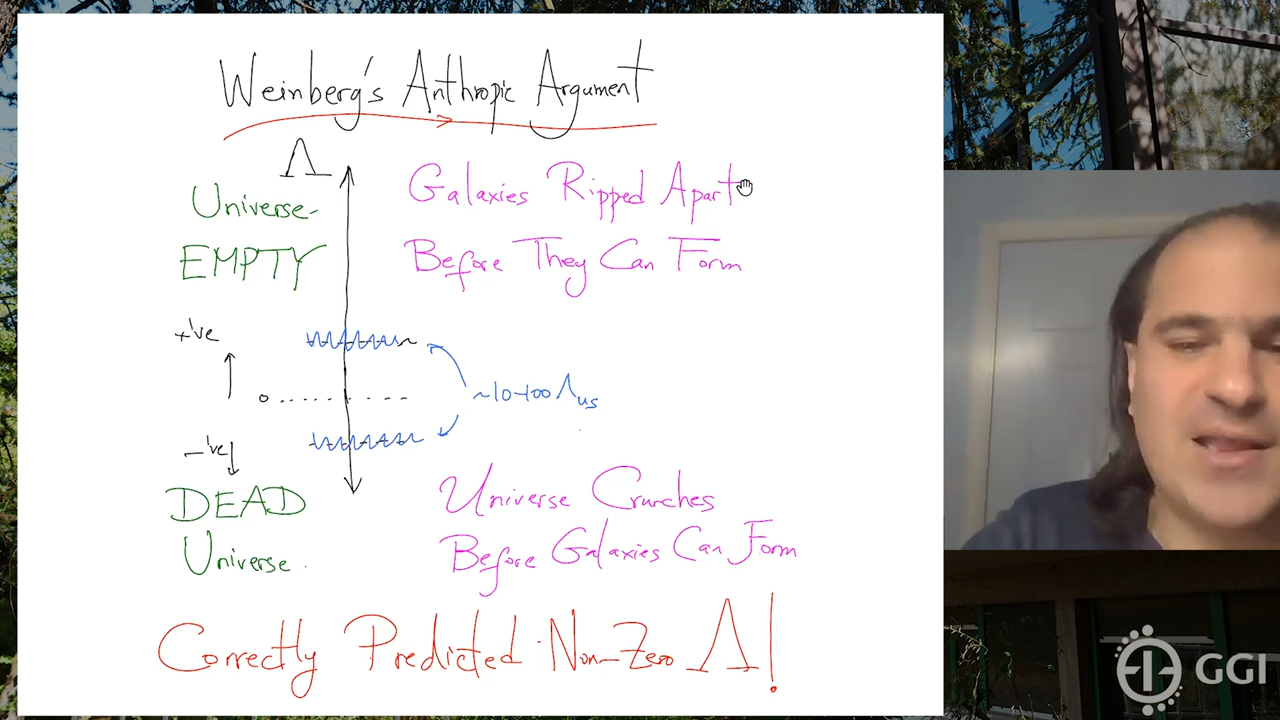 Weinberg's Anthropic Argument
Λ
Universe-
EMPTY
Galaxies Ripped Apart
Before They Can Form
+'ve
0
~10-100 Λus
-'ve
DEAD
Universe
Universe Crunches
Before Galaxies Can Form
Correctly Predicted Non-Zero Λ!
GGI